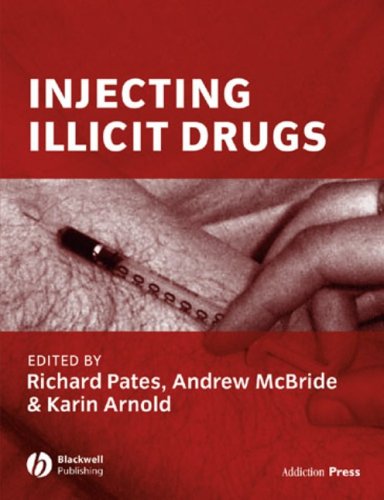 INJECTING
ILLICIT DRUGS
EDITED BY
Richard Pates, Andrew McBride
& Karin Arnold
Blackwell
Publishing
Addiction Press